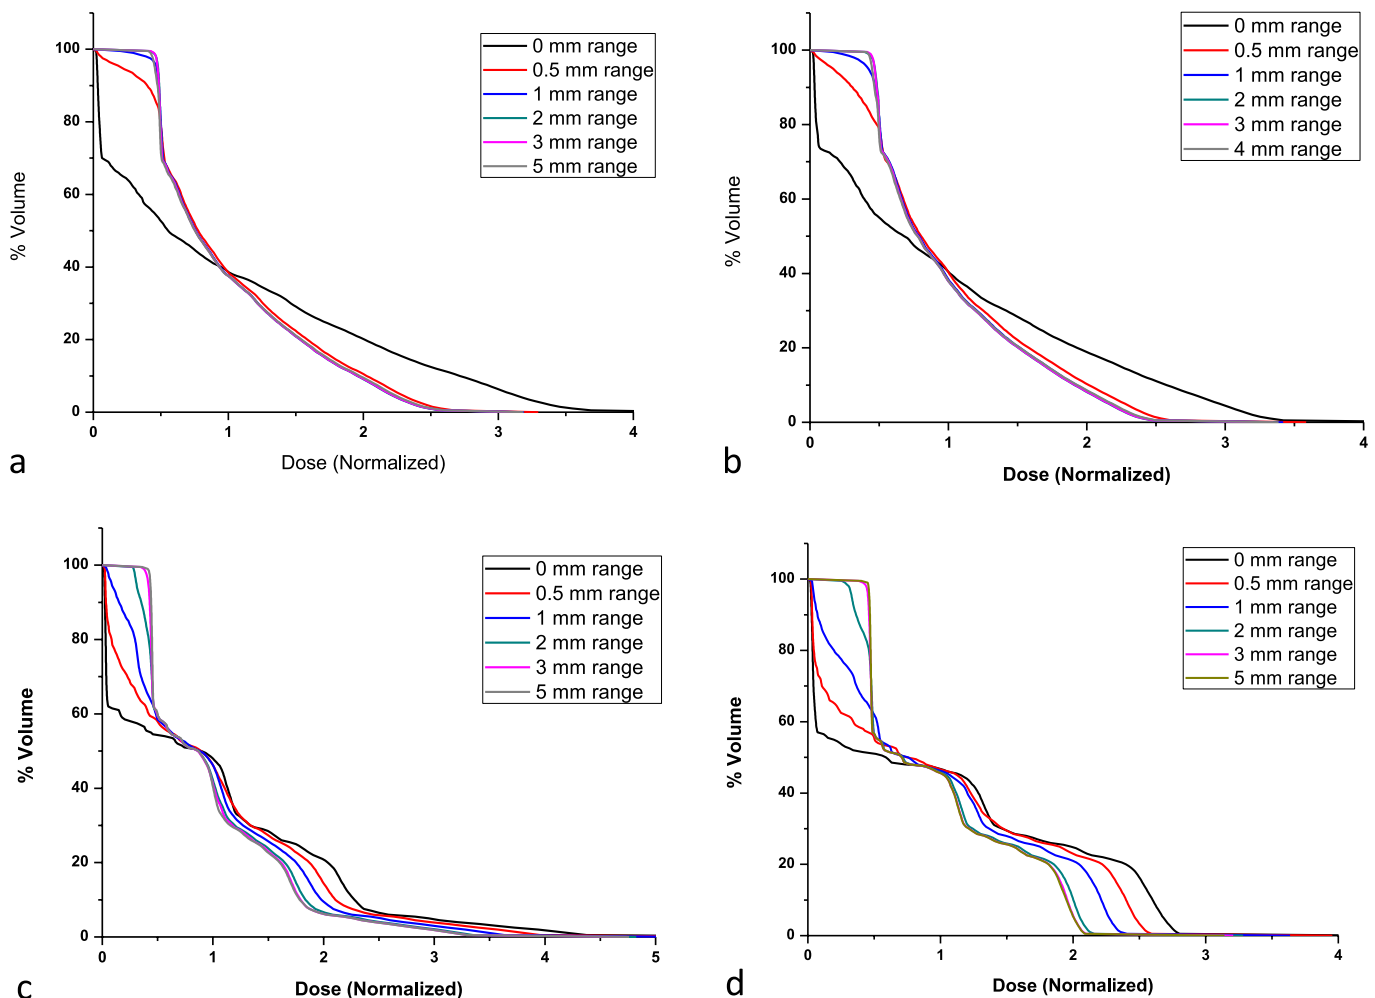 100
80
60
40
20
0
% Volume
0 mm range
0.5 mm range
1 mm range
2 mm range
3 mm range
5 mm range
0 1 2 3 4
Dose (Normalized)
a
100
80
60
40
20
0
% Volume
0 mm range
0.5 mm range
1 mm range
2 mm range
3 mm range
4 mm range
0 1 2 3 4
Dose (Normalized)
b
100
80
60
40
20
0
% Volume
0 mm range
0.5 mm range
1 mm range
2 mm range
3 mm range
5 mm range
0 1 2 3 4 5
Dose (Normalized)
c
100
80
60
40
20
0
% Volume
0 mm range
0.5 mm range
1 mm range
2 mm range
3 mm range
5 mm range
0 1 2 3 4
Dose (Normalized)
d